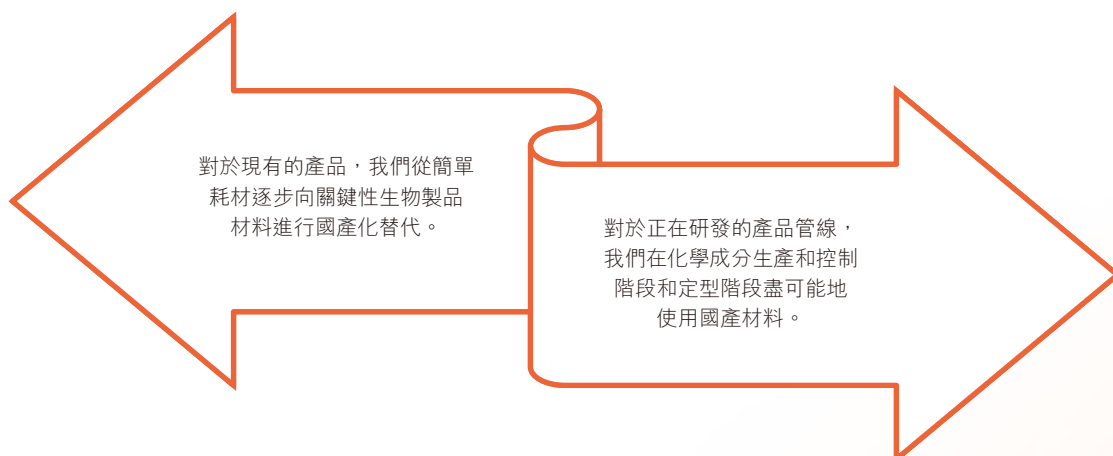 對於現有的產品，我們從簡單
耗材逐步向關鍵性生物製品
材料進行國產化替代。
對於正在研發的產品管線，
我們在化學成分生產和控制
階段和定型階段盡可能地
使用國產材料。